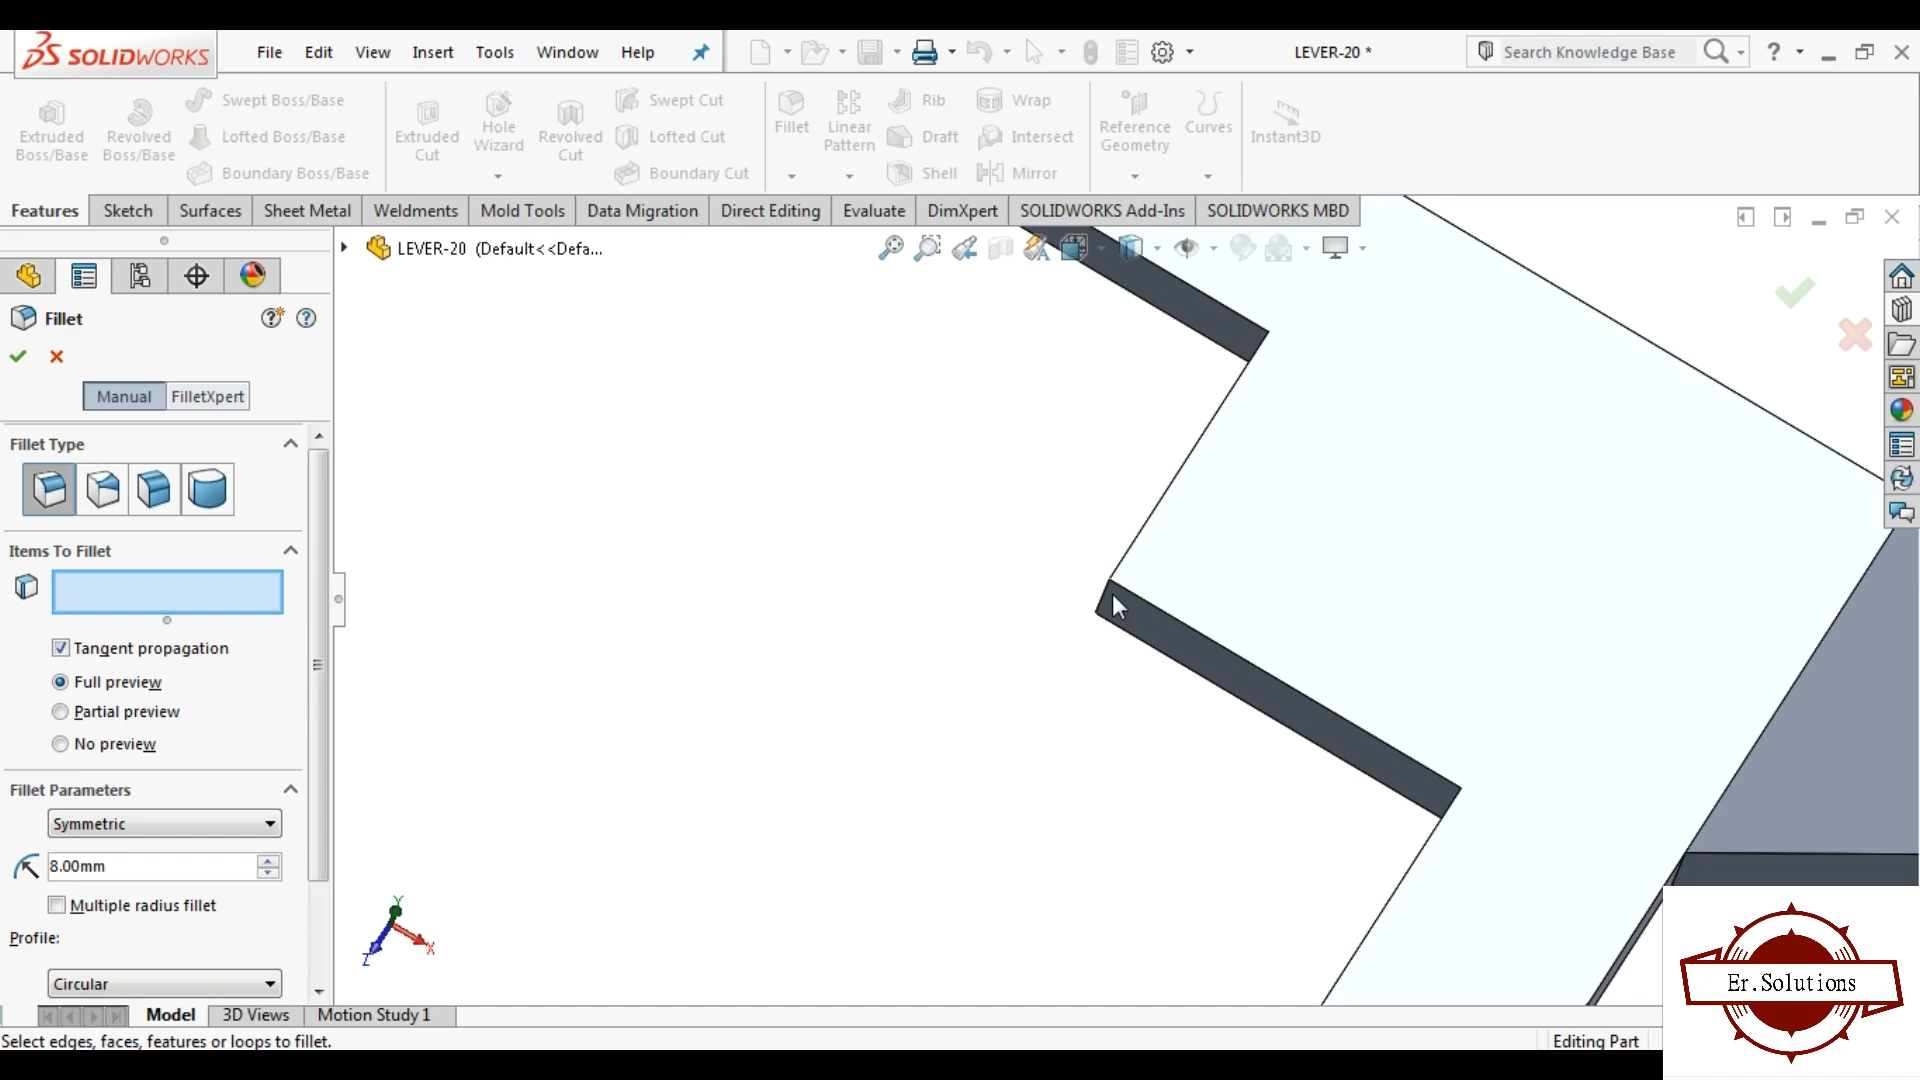 SOLIDWORKS File Edit View Insert Tools Window Help LEVER-20 * Search Knowledge Base ?
Extruded Boss/Base
Revolved Boss/Base
Swept Boss/Base
Lofted Boss/Base
Boundary Boss/Base
Extruded Cut
Hole Wizard
Revolved Cut
Swept Cut
Lofted Cut
Boundary Cut
Fillet
Linear Pattern
Rib
Draft
Shell
Wrap
Intersect
Mirror
Reference Geometry
Curves
Instant3D
Features Sketch Surfaces Sheet Metal Weldments Mold Tools Data Migration Direct Editing Evaluate DimXpert SOLIDWORKS Add-Ins SOLIDWORKS MBD
LEVER-20 (Default<<Defa...
Fillet
Manual FilletXpert
Fillet Type
Items To Fillet
Tangent propagation
Full preview
Partial preview
No preview
Fillet Parameters
Symmetric
8.00mm
Multiple radius fillet
Profile:
Circular
Y
X
Z
Model 3D Views Motion Study 1
Select edges, faces, features or loops to fillet.
Editing Part
Er.Solutions